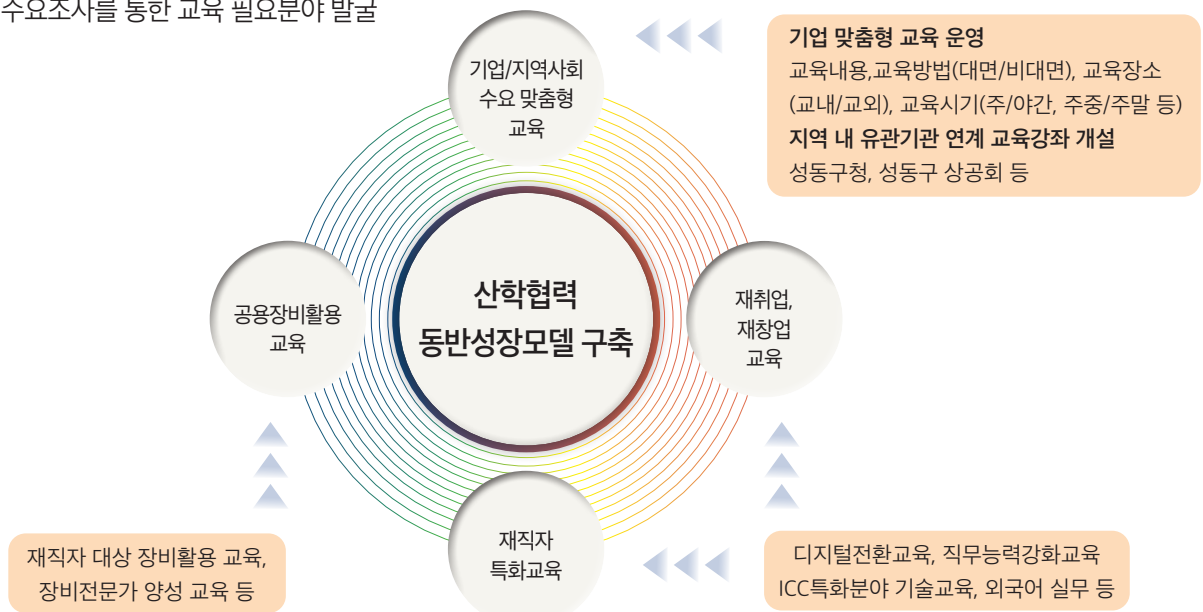 수요조사를 통한 교육 필요분야 발굴
기업/지역사회
수요 맞춤형
교육
기업 맞춤형 교육 운영
교육내용,교육방법(대면/비대면), 교육장소
(교내/교외), 교육시기(주/야간, 주중/주말 등)
지역 내 유관기관 연계 교육강좌 개설
성동구청, 성동구 상공회 등
공용장비활용
교육
산학협력
동반성장모델 구축
재취업,
재창업
교육
재직자 대상 장비활용 교육,
장비전문가 양성 교육 등
재직자
특화교육
디지털전환교육, 직무능력강화교육
ICC특화분야 기술교육, 외국어 실무 등